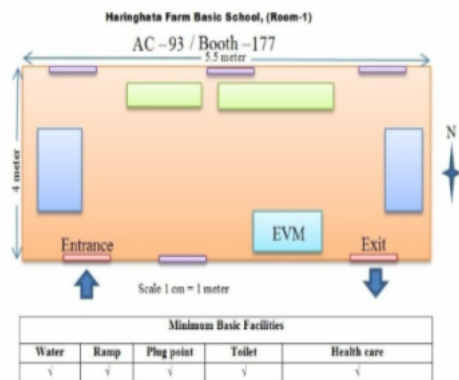 Haringhata Farm Basic School, (Room-1)
AC – 93 / Booth -177
5.5 meter
4 meter
N
EVM
Entrance
Exit
Scale 1 cm = 1 meter
Minimum Basic Facilities
Water Ramp Plug point Toilet Health care
√ √ √ √ √